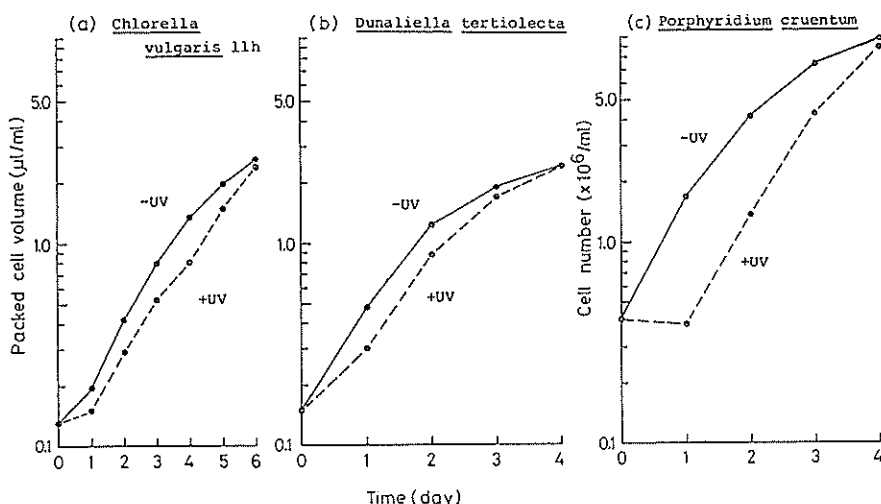 (a) Chlorella
vulgaris 11h
(b) Dunaliella tertiolecta
(c) Porphyridium cruentum
Packed cell volume (μl/ml)
5.0
1.0
0.1
-UV
+UV
0 1 2 3 4 5 6
5.0
1.0
0.1
-UV
+UV
0 1 2 3 4
Cell number (x10⁶/ml)
5.0
1.0
0.1
-UV
+UV
0 1 2 3 4
Time (day)